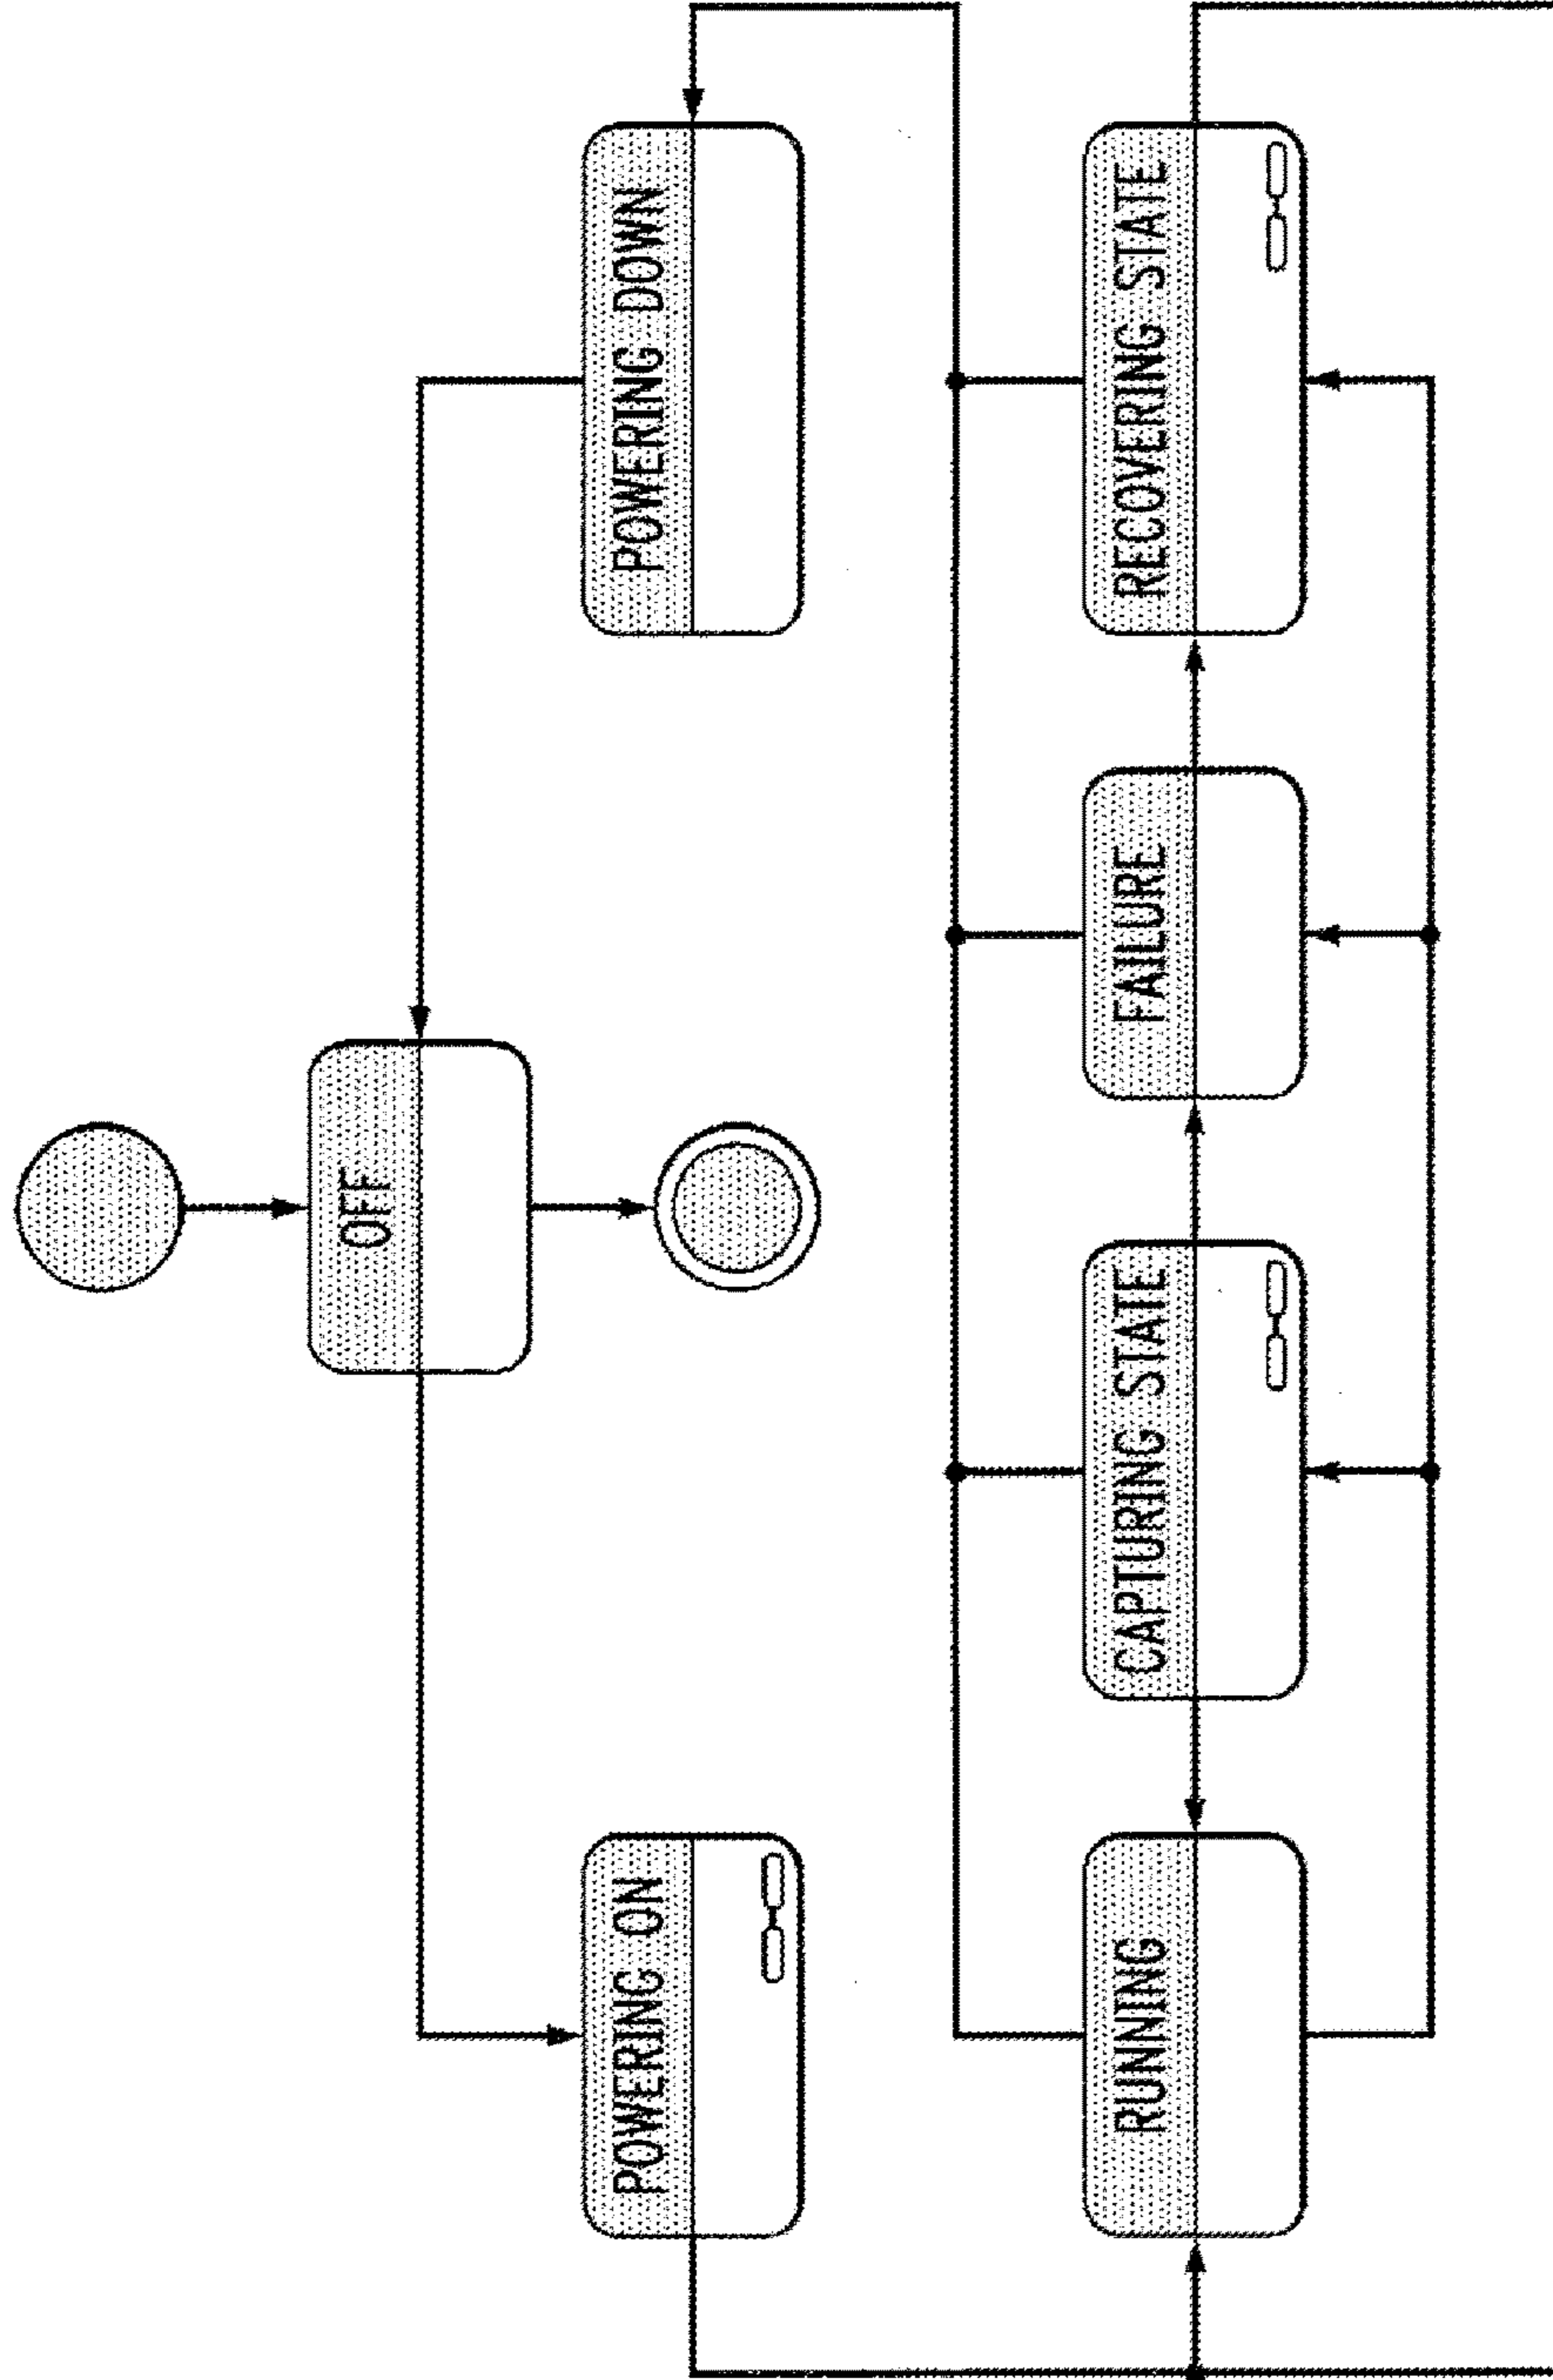 OFF
POWERING ON
POWERING DOWN
RUNNING
CAPTURING STATE
FAILURE
RECOVERING STATE